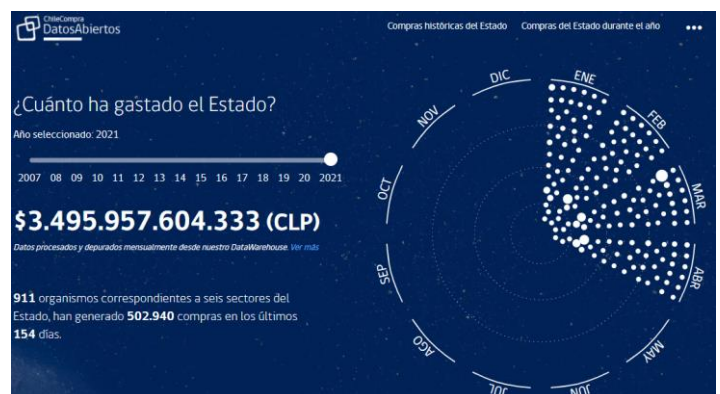 ChileCompra
DatosAbiertos
Compras históricas del Estado
Compras del Estado durante el año
¿Cuánto ha gastado el Estado?
Año seleccionado: 2021
2007 08 09 10 11 12 13 14 15 16 17 18 19 20 2021
$3.495.957.604.333 (CLP)
Datos procesados y depurados mensualmente desde nuestro DataWarehouse. Ver más
911 organismos correspondientes a seis sectores del
Estado, han generado 502.940 compras en los últimos
154 días.
ENE
FEB
MAR
ABR
MAY
JUN
JUL
AGO
SEP
OCT
NOV
DIC